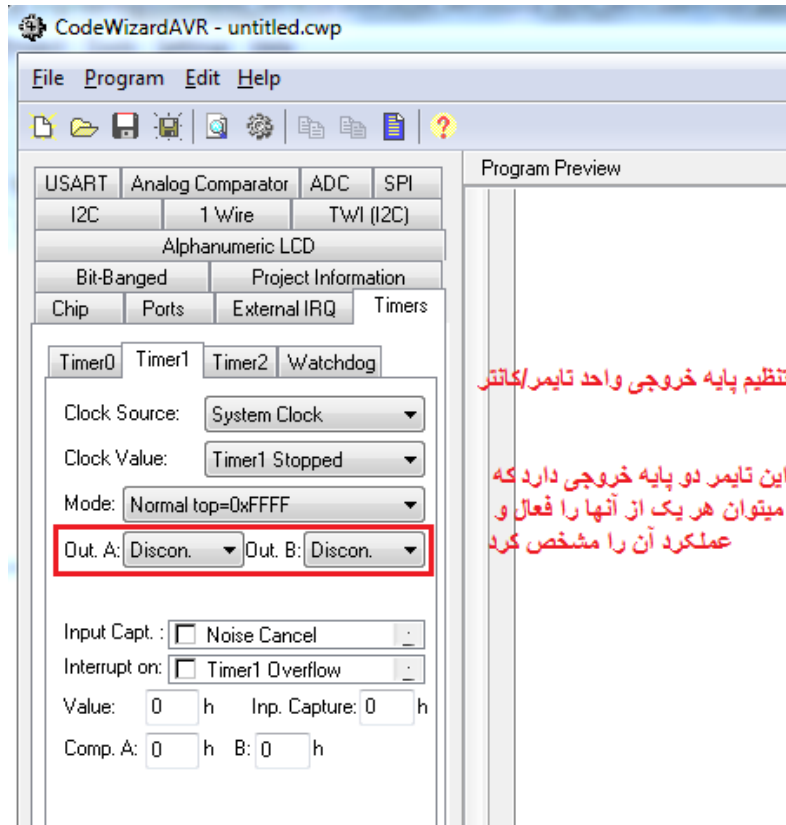 CodeWizardAVR - untitled.cwp
File Program Edit Help
Program Preview
USART Analog Comparator ADC SPI
I2C 1 Wire TWI (I2C)
Alphanumeric LCD
Bit-Banged Project Information
Chip Ports External IRQ Timers
Timer0 Timer1 Timer2 Watchdog
Clock Source: System Clock
Clock Value: Timer1 Stopped
Mode: Normal top=0xFFFF
Out. A: Discon. Out. B: Discon.
Input Capt. : Noise Cancel
Interrupt on: Timer1 Overflow
Value: 0 h Inp. Capture: 0 h
Comp. A: 0 h B: 0 h
تنظیم پایه خروجی واحد تایمر/کانتر
این تایمر دو پایه خروجی دارد که
میتوان هر یک از آنها را فعال و
عملکرد آن را مشخص کرد